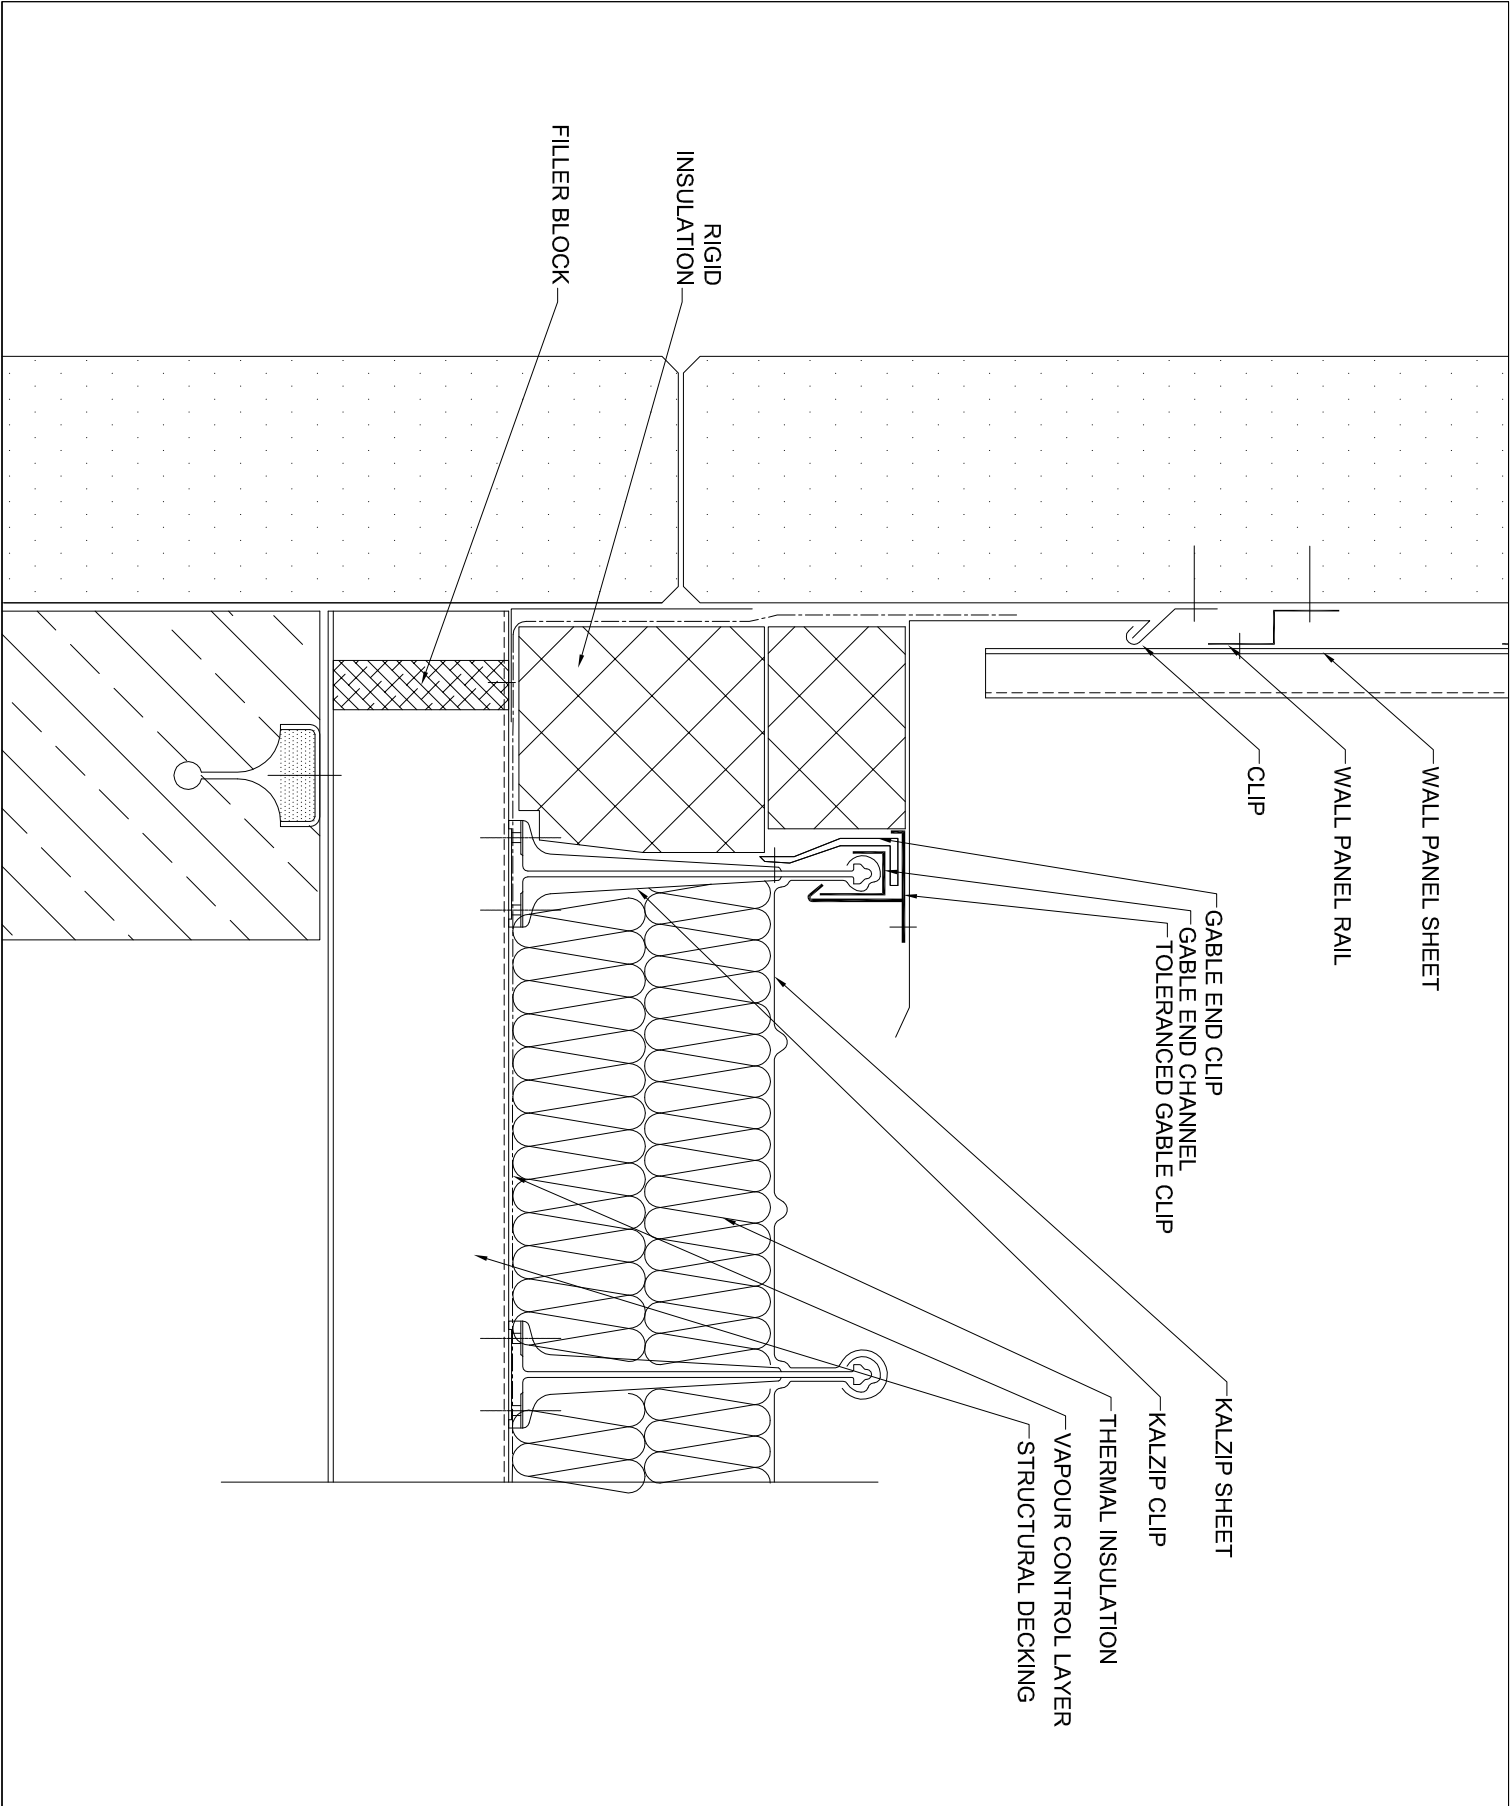 WALL PANEL SHEET
WALL PANEL RAIL
CLIP
GABLE END CLIP
GABLE END CHANNEL
TOLERANCED GABLE CLIP
KALZIP SHEET
KALZIP CLIP
THERMAL INSULATION
VAPOUR CONTROL LAYER
STRUCTURAL DECKING
RIGID
INSULATION
FILLER BLOCK